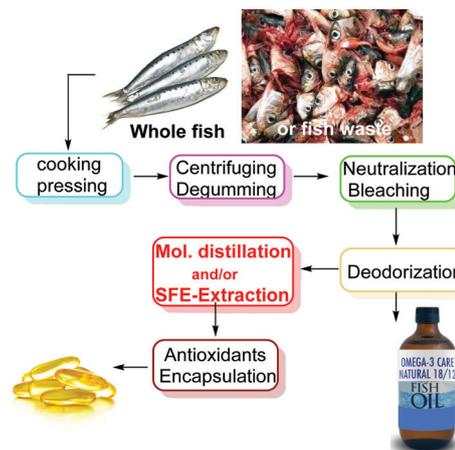 Whole fish
or fish waste
cooking
pressing
Centrifuging
Degumming
Neutralization
Bleaching
Mol. distillation
and/or
SFE-Extraction
Deodorization
Antioxidants
Encapsulation
OMEGA-3 CARE
NATURAL 18/12
FISH
OIL